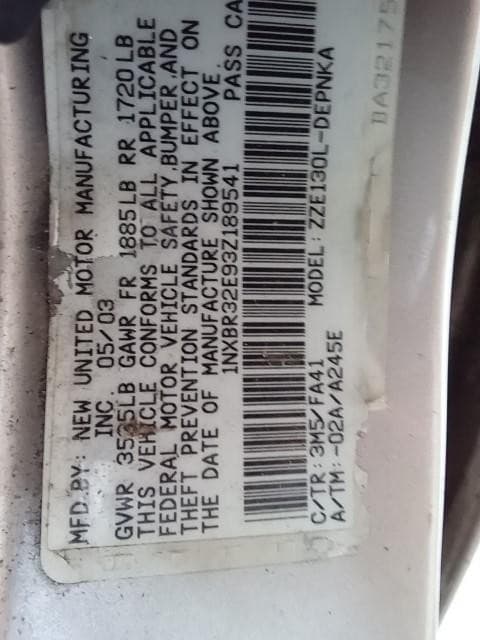 MFD.BY: NEW UNITED MOTOR MANUFACTURING
INC. 05/03
GVWR 3585LB GAWR FR 1885LB RR 1720LB
THIS VEHICLE CONFORMS TO ALL APPLICABLE
FEDERAL MOTOR VEHICLE SAFETY,BUMPER,AND
THEFT PREVENTION STANDARDS IN EFFECT ON
THE DATE OF MANUFACTURE SHOWN ABOVE.
1NXBR32E93Z189541 PASS CA
C/TR: 3M5/FA41 MODEL: ZZE130L-DEPNKA
A/TM:-02A/A245E
BA32175